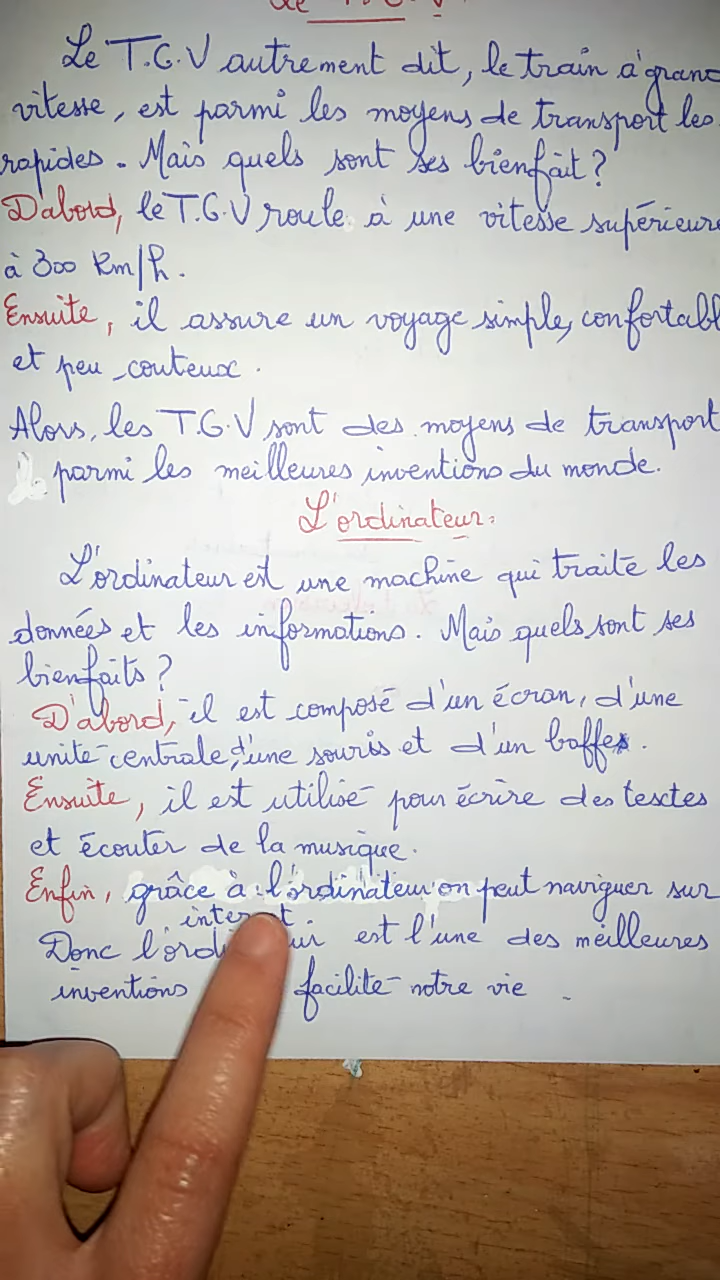 Le T.G.V
Le T.G.V autrement dit, le train à grand
vitesse, est parmi les moyens de transport les
rapides. Mais quels sont ses bienfait?
D'abord, le T.G.V roule à une vitesse supérieure
à 300 km/h.
Ensuite, il assure un voyage simple, confortabl
et peu couteux.
Alors, les T.G.V sont des moyens de transport
parmi les meilleures inventions du monde.
L'ordinateur:
L'ordinateur est une machine qui traite les
données et les informations. Mais quels sont ses
bienfaits?
D'abord, il est composé d'un écran, d'une
unité centrale, d'une souris et d'un baffe.
Ensuite, il est utilisé pour écrire des textes
et écouter de la musique.
Enfin, grâce à l'ordinateur on peut naviguer sur
Donc est l'une des meilleures
inventions facilite notre vie